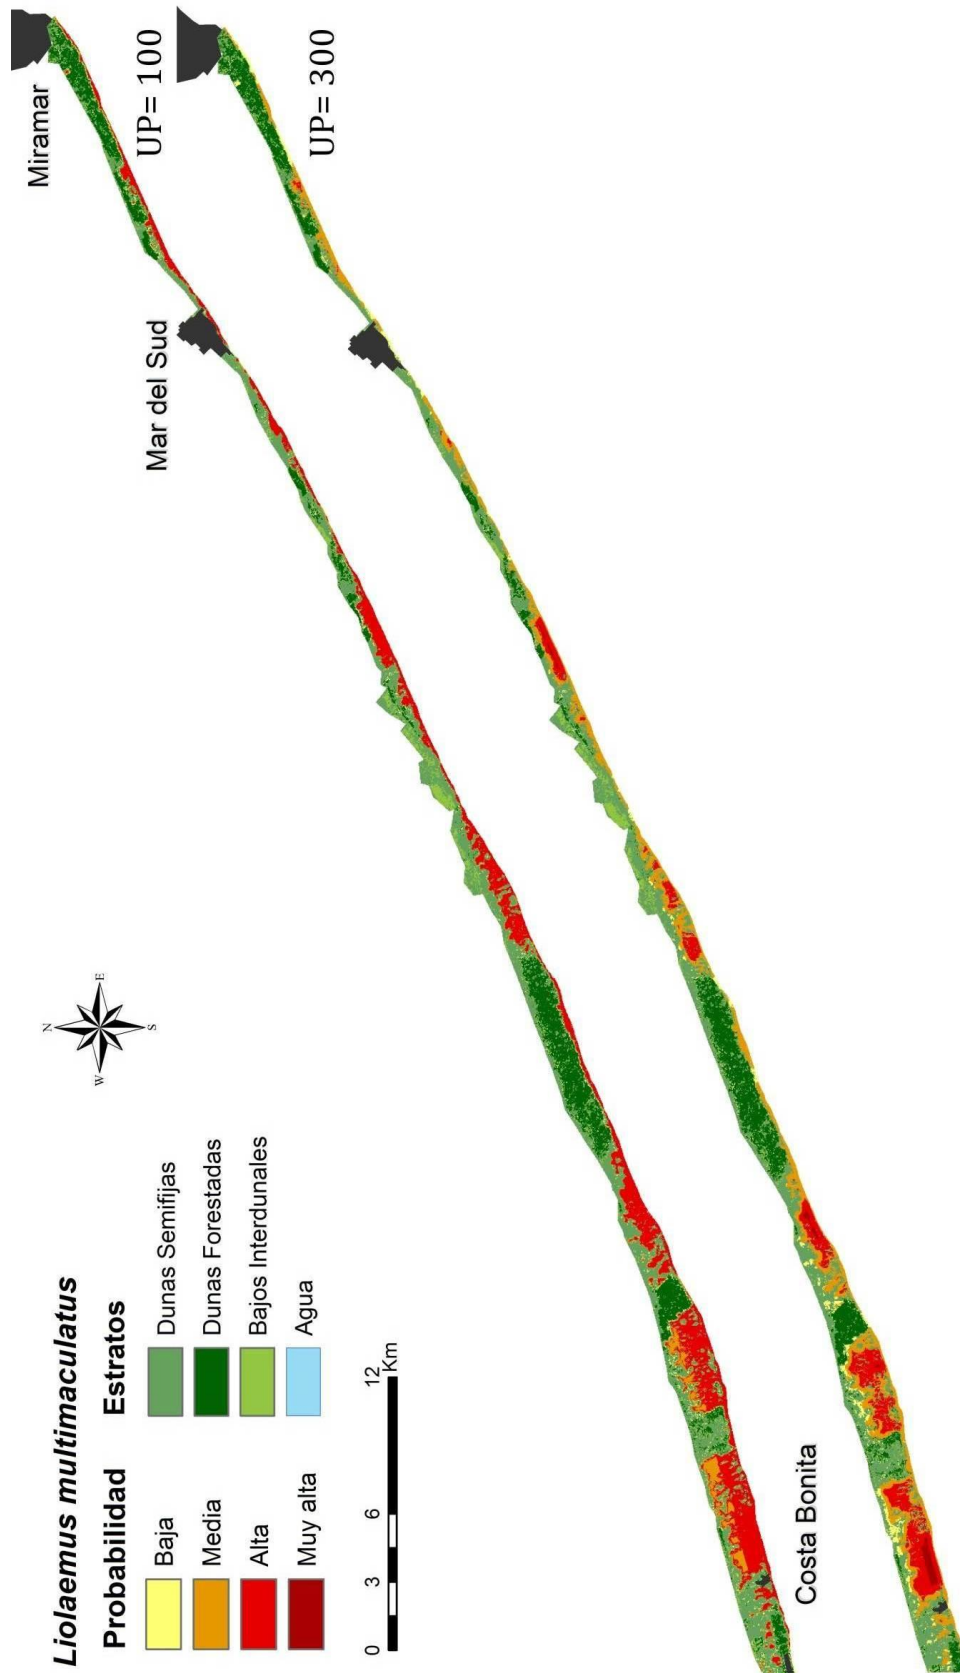 Liolaemus multimaculatus
Probabilidad
Baja
Media
Alta
Muy alta
Estratos
Dunas Semifijas
Dunas Forestadas
Bajos Interdunales
Agua
0 3 6 12
Km
N
E
S
W
Miramar
UP= 100
UP= 300
Mar del Sud
Costa Bonita